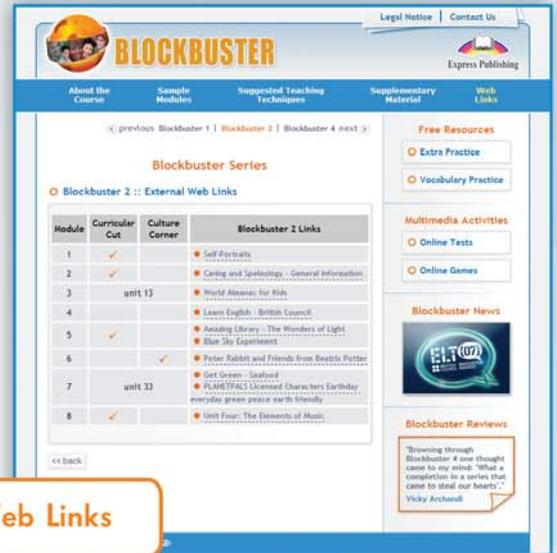 Legal Notice | Contact Us
BLOCKBUSTER
Express Publishing
About the Course
Sample Modules
Suggested Teaching Techniques
Supplementary Material
Web Links
previous Blockbuster 1 | Blockbuster 2 | Blockbuster 4 next
Blockbuster Series
Blockbuster 2 :: External Web Links
Module Curricular Cut Culture Corner Blockbuster 2 Links
1 ✓ Self-Portraits
2 ✓ Caving and Speleology - General Information
3 unit 13 World Almanac for Kids
4 Learn English - British Council
5 ✓ Amazing Library - The Wonders of Light
Blue Sky Experiment
6 ✓ Peter Rabbit and Friends from Beatrix Potter
7 unit 33 Get Green - Seafood
PLANETPALS Licensed Characters Earthday
everyday green peace earth friendly
8 ✓ Unit Four: The Elements of Music
<< back
Free Resources
Extra Practice
Vocabulary Practice
Multimedia Activities
Online Tests
Online Games
Blockbuster News
ELT 07
Blockbuster Reviews
"Browsing through
Blockbuster 4 one thought
came to my mind: 'What a
completion in a series that
came to steal our hearts'."
Vicky Archondi
eb Links